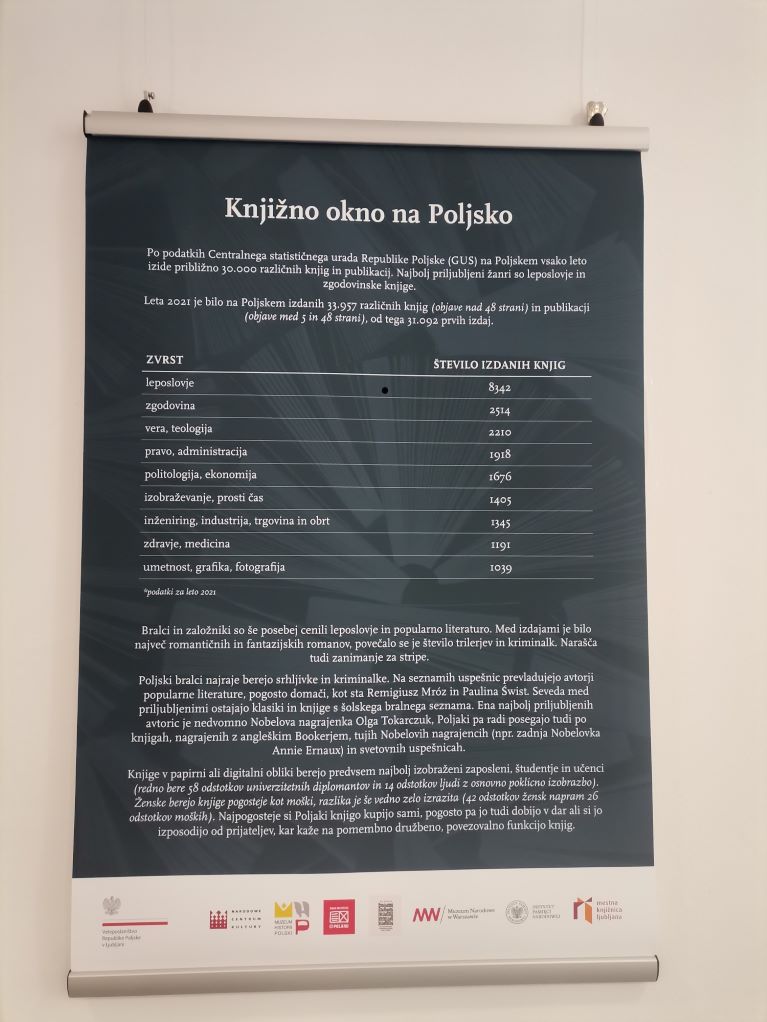 Knjižno okno na Poljsko
Po podatkih Centralnega statističnega urada Republike Poljske (GUS) na Poljskem vsako leto
izide približno 30.000 različnih knjig in publikacij. Najbolj priljubljeni žanri so leposlovje in
zgodovinske knjige.
Leta 2021 je bilo na Poljskem izdanih 33.957 različnih knjig (objave nad 48 strani) in publikacij
(objave med 5 in 48 strani), od tega 31.092 prvih izdaj.
ZVRST ŠTEVILO IZDANIH KNJIG
leposlovje 8342
zgodovina 2514
vera, teologija 2210
pravo, administracija 1918
politologija, ekonomija 1676
izobraževanje, prosti čas 1405
inženiring, industrija, trgovina in obrt 1345
zdravje, medicina 1191
umetnost, grafika, fotografija 1039
*podatki za leto 2021
Bralci in založniki so še posebej cenili leposlovje in popularno literaturo. Med izdajami je bilo
največ romantičnih in fantazijskih romanov, povečalo se je število trilerjev in kriminalk. Narašča
tudi zanimanje za stripe.
Poljski bralci najraje berejo srhljivke in kriminalke. Na seznamih uspešnic prevladujejo avtorji
popularne literature, pogosto domači, kot sta Remigiusz Mróz in Paulina Świst. Seveda med
priljubljenimi ostajajo klasiki in knjige s šolskega bralnega seznama. Ena najbolj priljubljenih
avtoric je nedvomno Nobelova nagrajenka Olga Tokarczuk, Poljaki pa radi posegajo tudi po
knjigah, nagrajenih z angleškim Bookerjem, tujih Nobelovih nagrajencih (npr. zadnja Nobelovka
Annie Ernaux) in svetovnih uspešnicah.
Knjige v papirni ali digitalni obliki berejo predvsem najbolj izobraženi zaposleni, študentje in učenci
(redno bere 58 odstotkov univerzitetnih diplomantov in 14 odstotkov ljudi z osnovno poklicno izobrazbo).
Ženske berejo knjige pogosteje kot moški, razlika je še vedno zelo izrazita (42 odstotkov žensk napram 26
odstotkov moških). Najpogosteje si Poljaki knjigo kupijo sami, pogosto pa jo tudi dobijo v dar ali si jo
izposodijo od prijateljev, kar kaže na pomembno družbeno, povezovalno funkcijo knjig.
Veleposlaništvo
Republike Poljske
v Ljubljani
NARODOWE
CENTRUM
KULTURY
MUZEUM
HISTORII
POLSKI
Muzeum Narodowe
w Warszawie
INSTYTUT
PAMIĘCI
NARODOWEJ
mestna
knjižnica
ljubljana